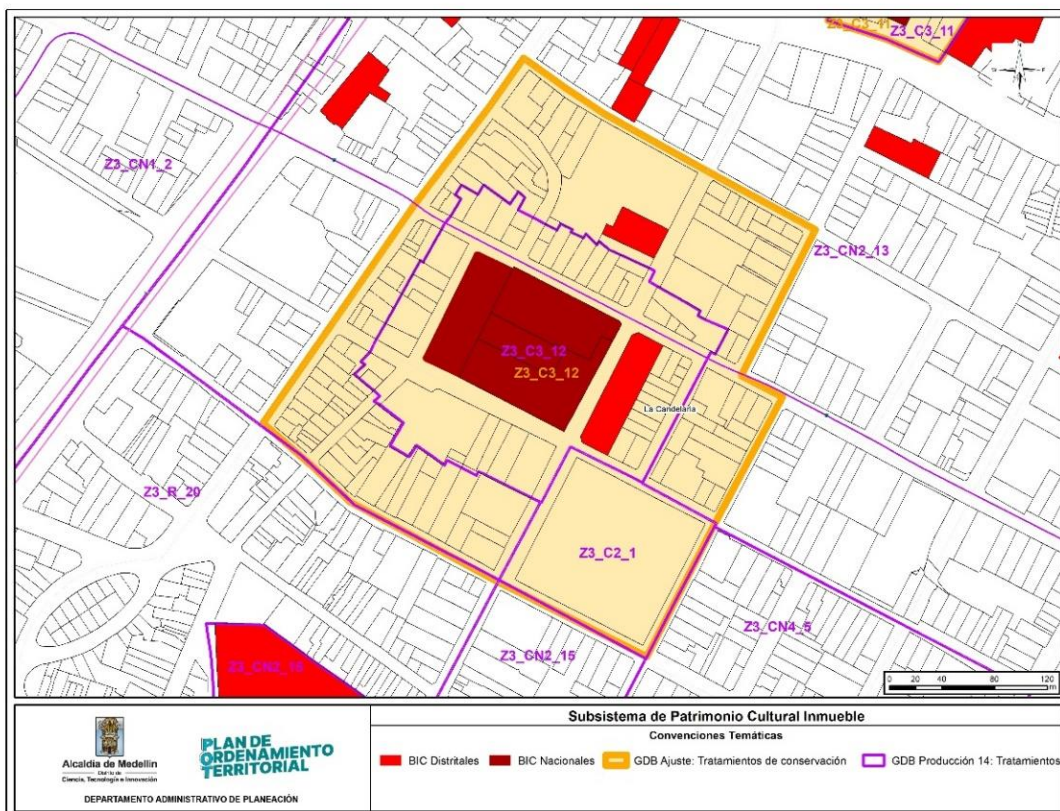 Z3_C3_11
Z3_C3_11
Z3_CN1_2
Z3_CN2_13
Z3_C3_12
Z3_C3_12
La Candelaria
Z3_R_20
Z3_C2_1
Z3_CN4_5
Z3_CN2_15
Z3_CN2_15
0 20 40 80 120
m
Alcaldía de Medellín
Distrito de
Ciencia, Tecnología e Innovación
PLAN DE
ORDENAMIENTO
TERRITORIAL
DEPARTAMENTO ADMINISTRATIVO DE PLANEACIÓN
Subsistema de Patrimonio Cultural Inmueble
Convenciones Temáticas
BIC Distritales BIC Nacionales GDB Ajuste: Tratamientos de conservación GDB Producción 14: Tratamientos